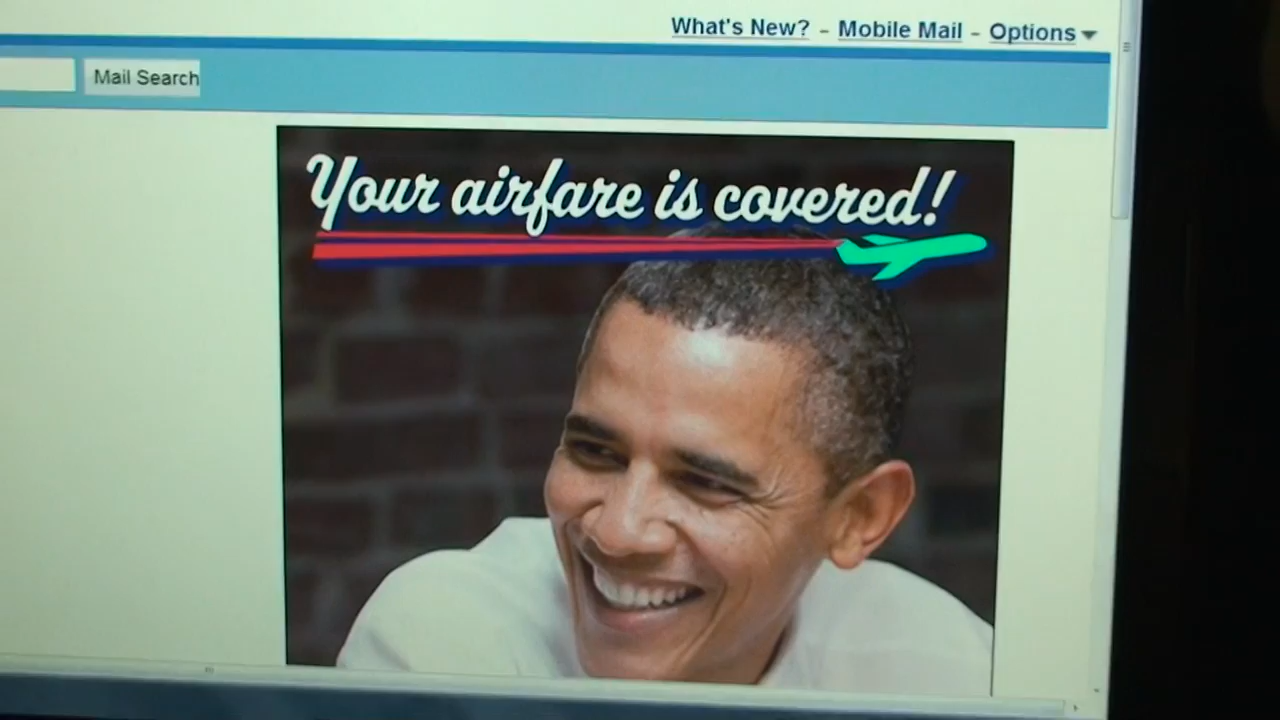 What's New? – Mobile Mail – Options
Mail Search
Your airfare is covered!